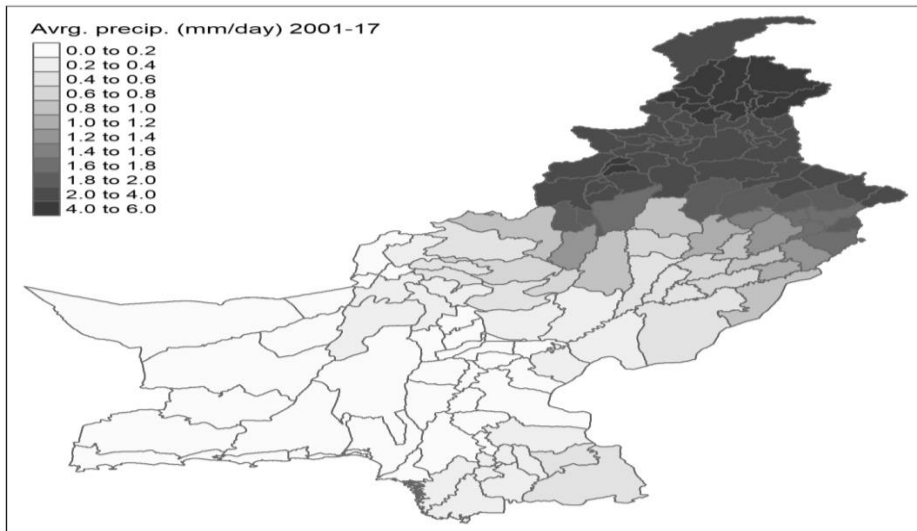 Avrg. precip. (mm/day) 2001-17
0.0 to 0.2
0.2 to 0.4
0.4 to 0.6
0.6 to 0.8
0.8 to 1.0
1.0 to 1.2
1.2 to 1.4
1.4 to 1.6
1.6 to 1.8
1.8 to 2.0
2.0 to 4.0
4.0 to 6.0